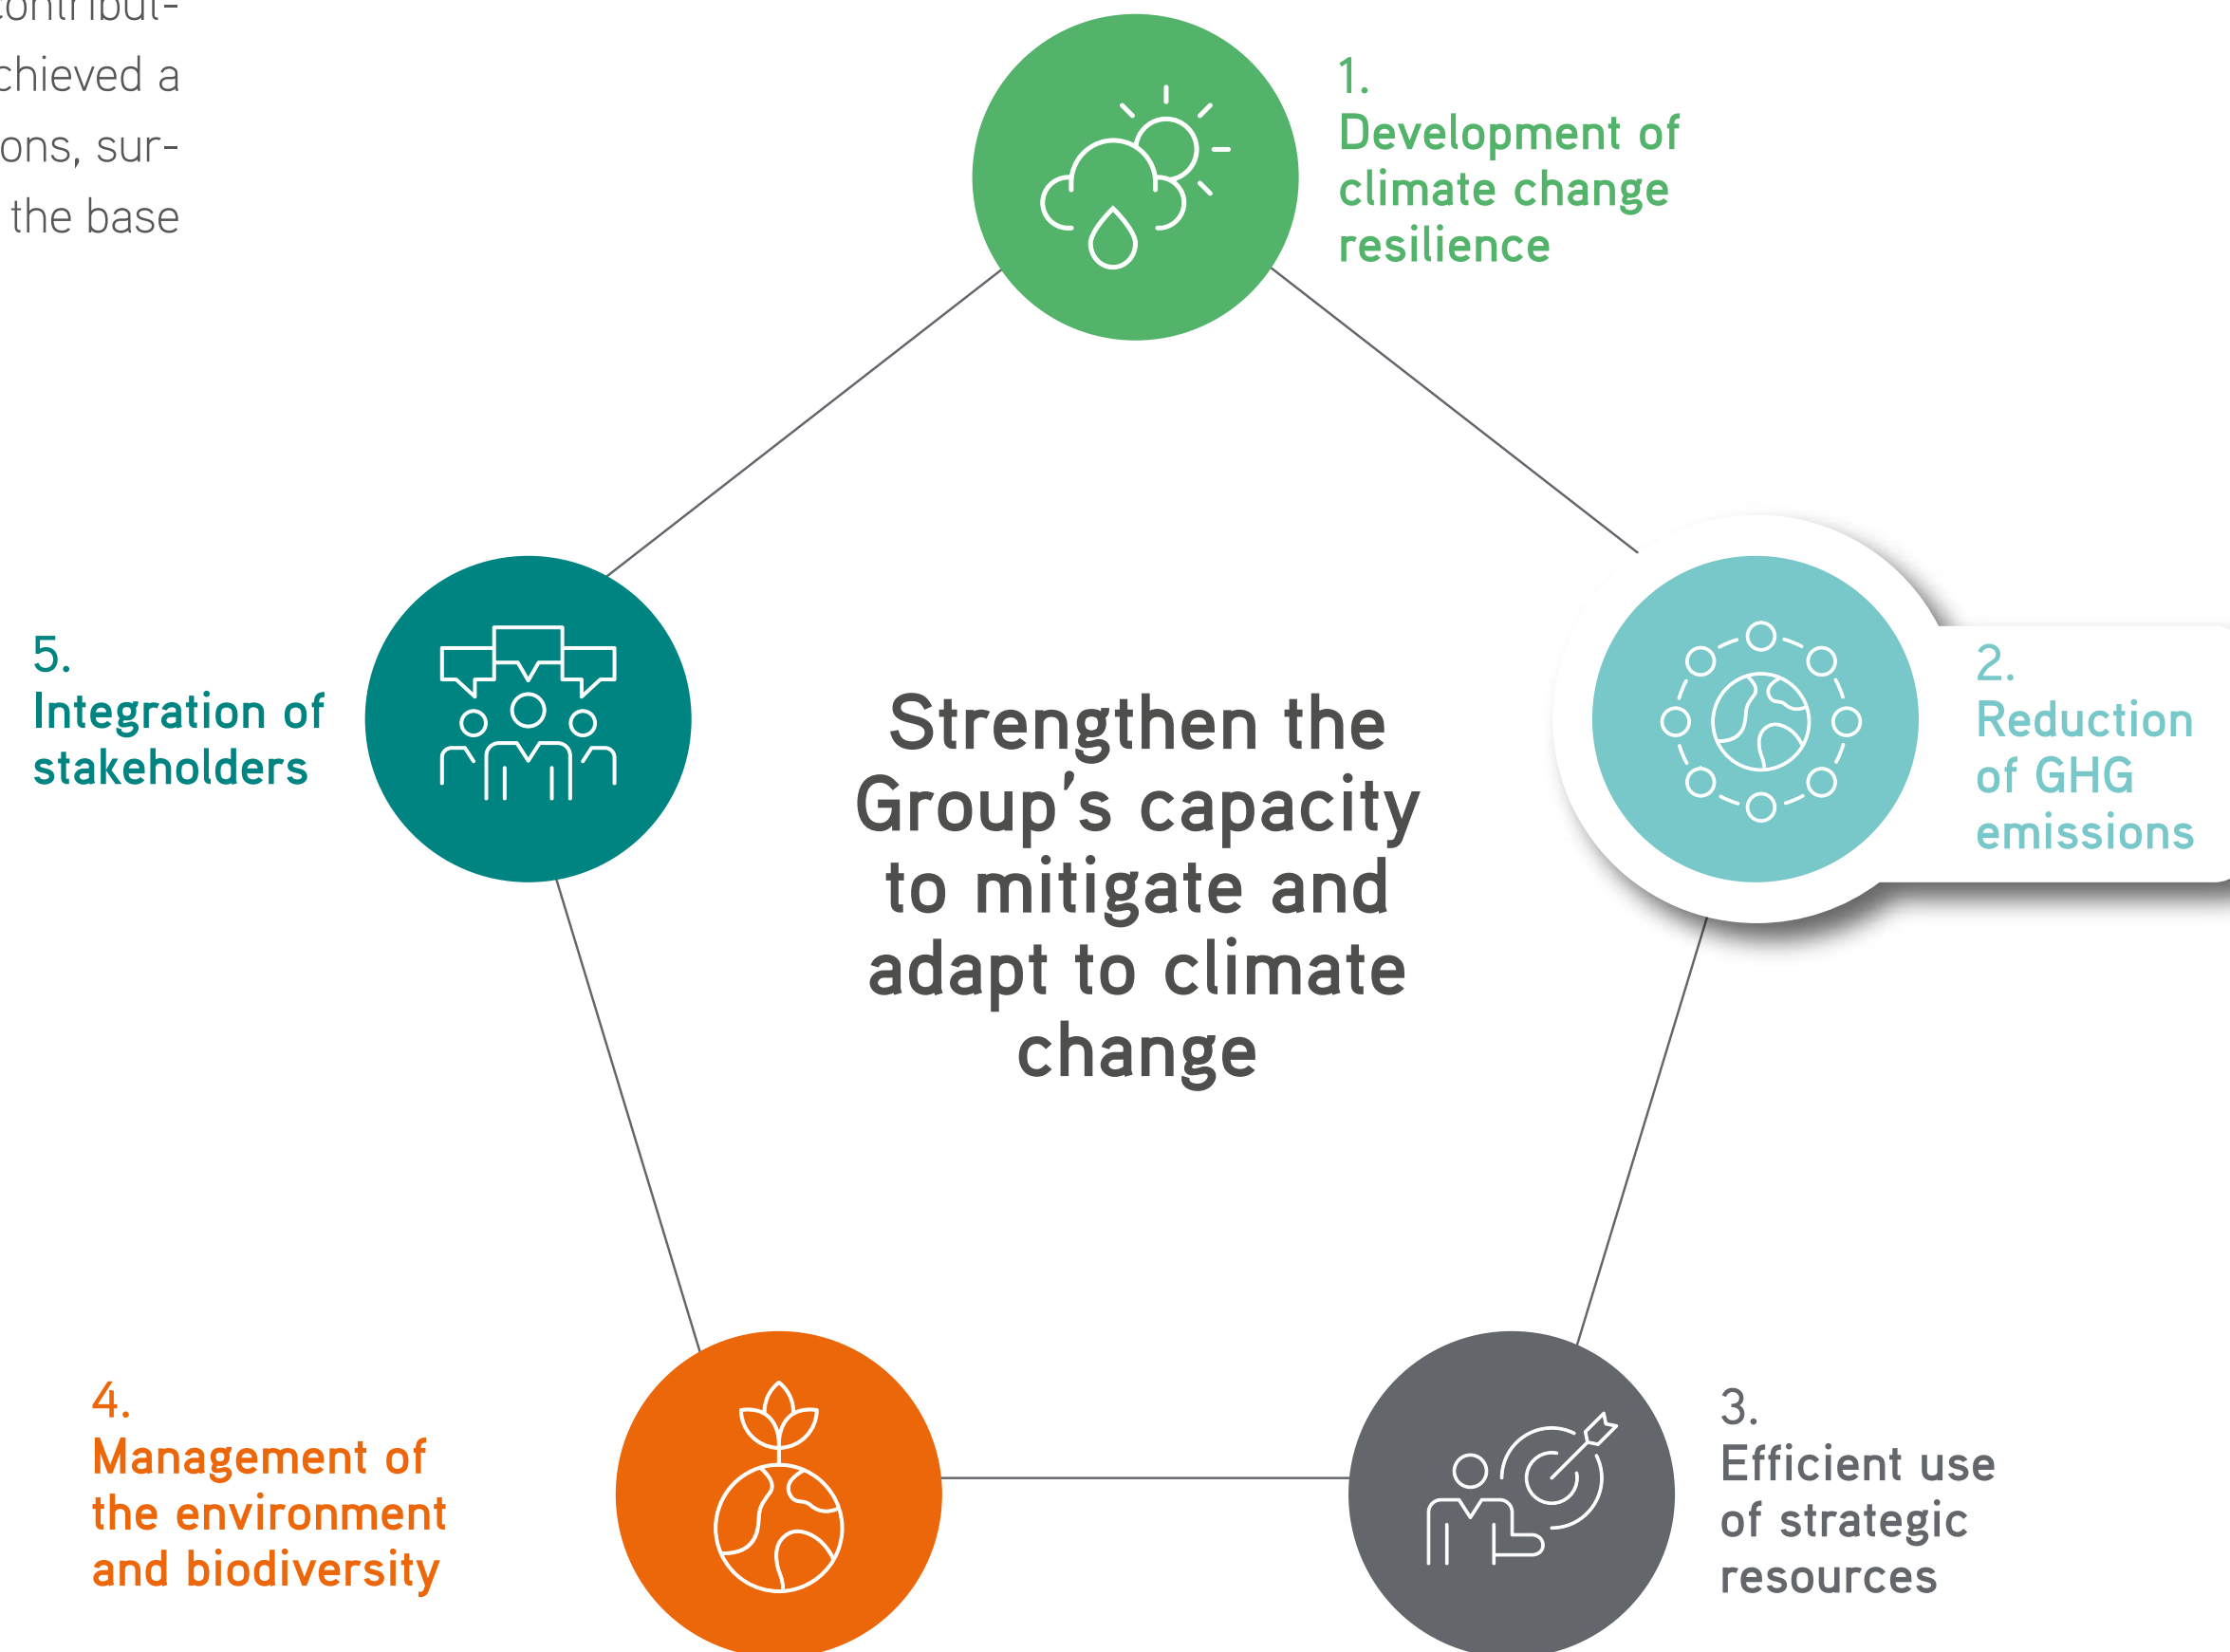 chieved a
ons, sur-
the base
1.
Development of
climate change
resilience
2.
Reduction
of GHG
emissions
3.
Efficient use
of strategic
resources
4.
Management of
the environment
and biodiversity
5.
Integration of
stakeholders
Strengthen the
Group's capacity
to mitigate and
adapt to climate
change